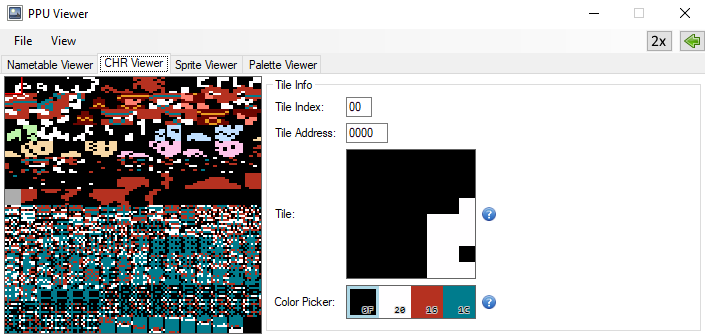 PPU Viewer
File View
2x
Nametable Viewer CHR Viewer Sprite Viewer Palette Viewer
Tile Info
Tile Index: 00
Tile Address: 0000
Tile:
?
Color Picker: 0F 20 16 1C ?